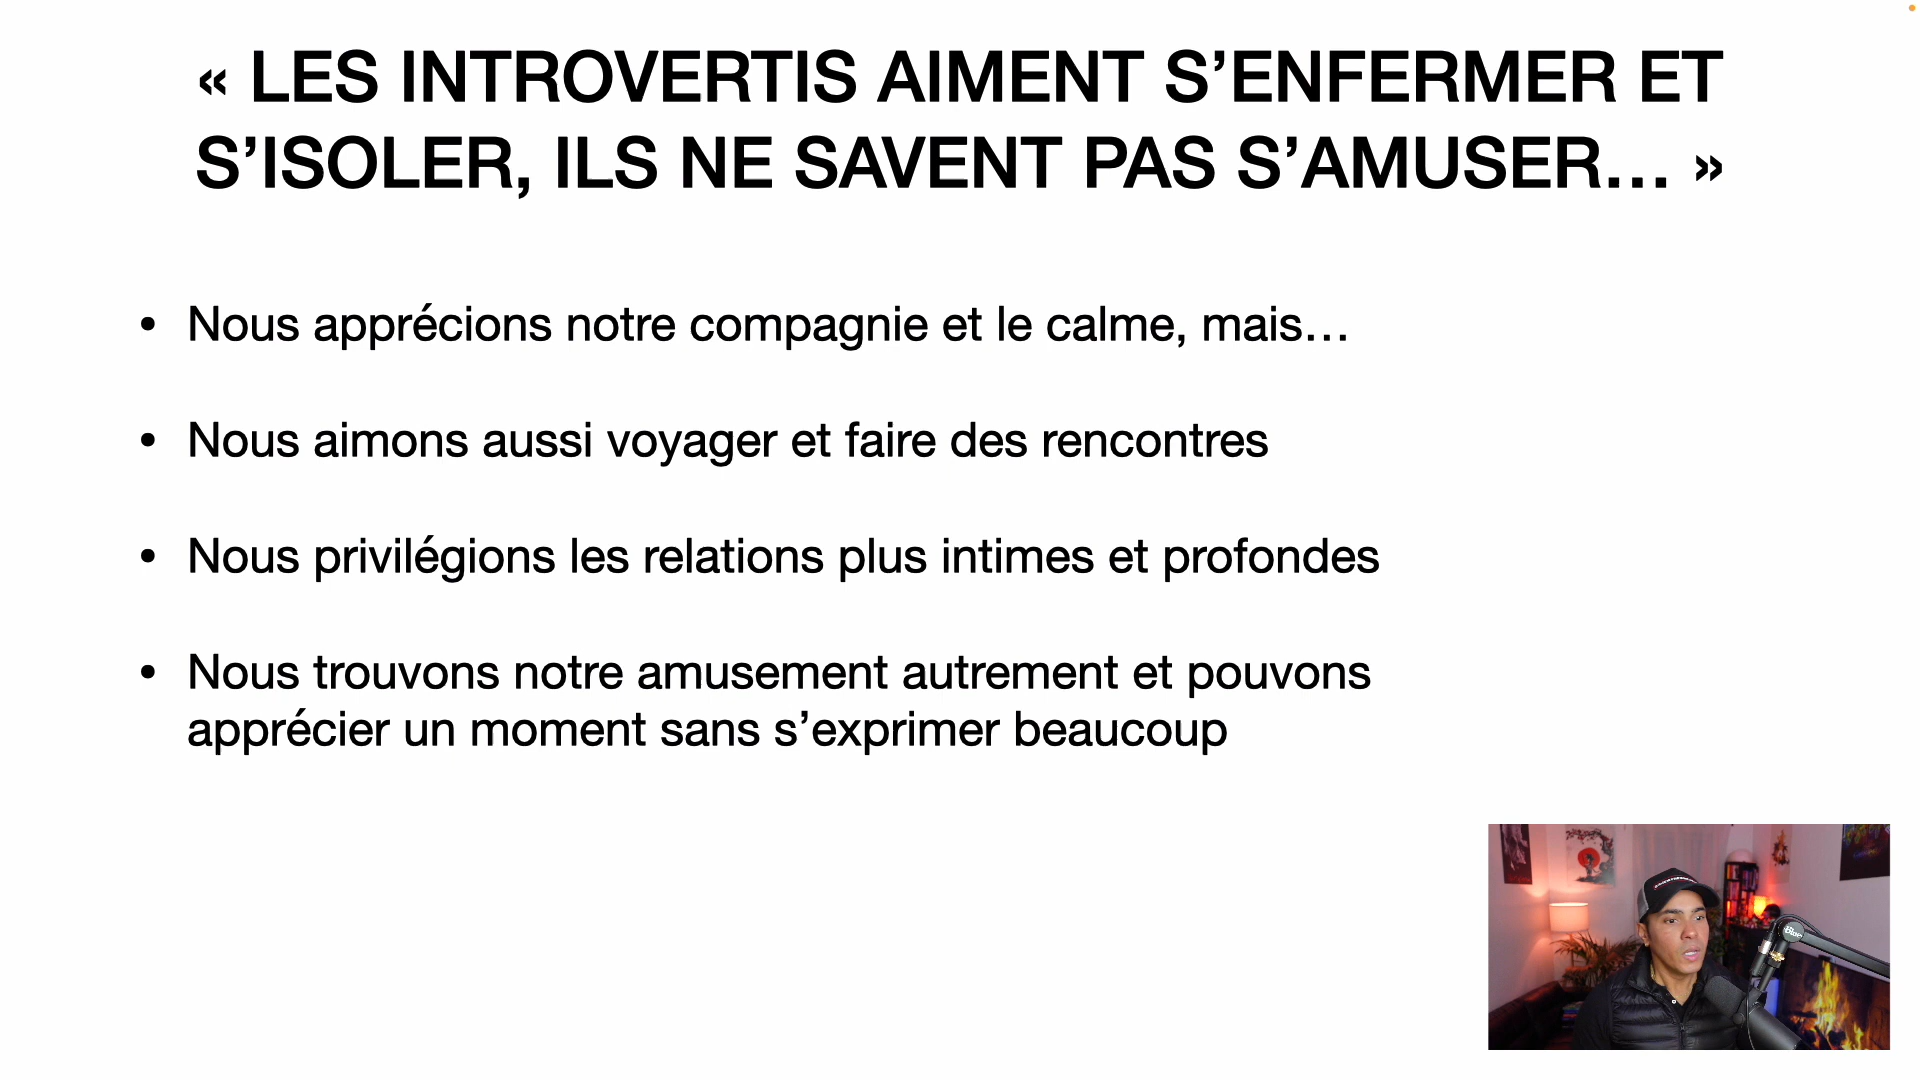 « LES INTROVERTIS AIMENT S’ENFERMER ET
S’ISOLER, ILS NE SAVENT PAS S’AMUSER… »
• Nous apprécions notre compagnie et le calme, mais…
• Nous aimons aussi voyager et faire des rencontres
• Nous privilégions les relations plus intimes et profondes
• Nous trouvons notre amusement autrement et pouvons
apprécier un moment sans s’exprimer beaucoup
Blue